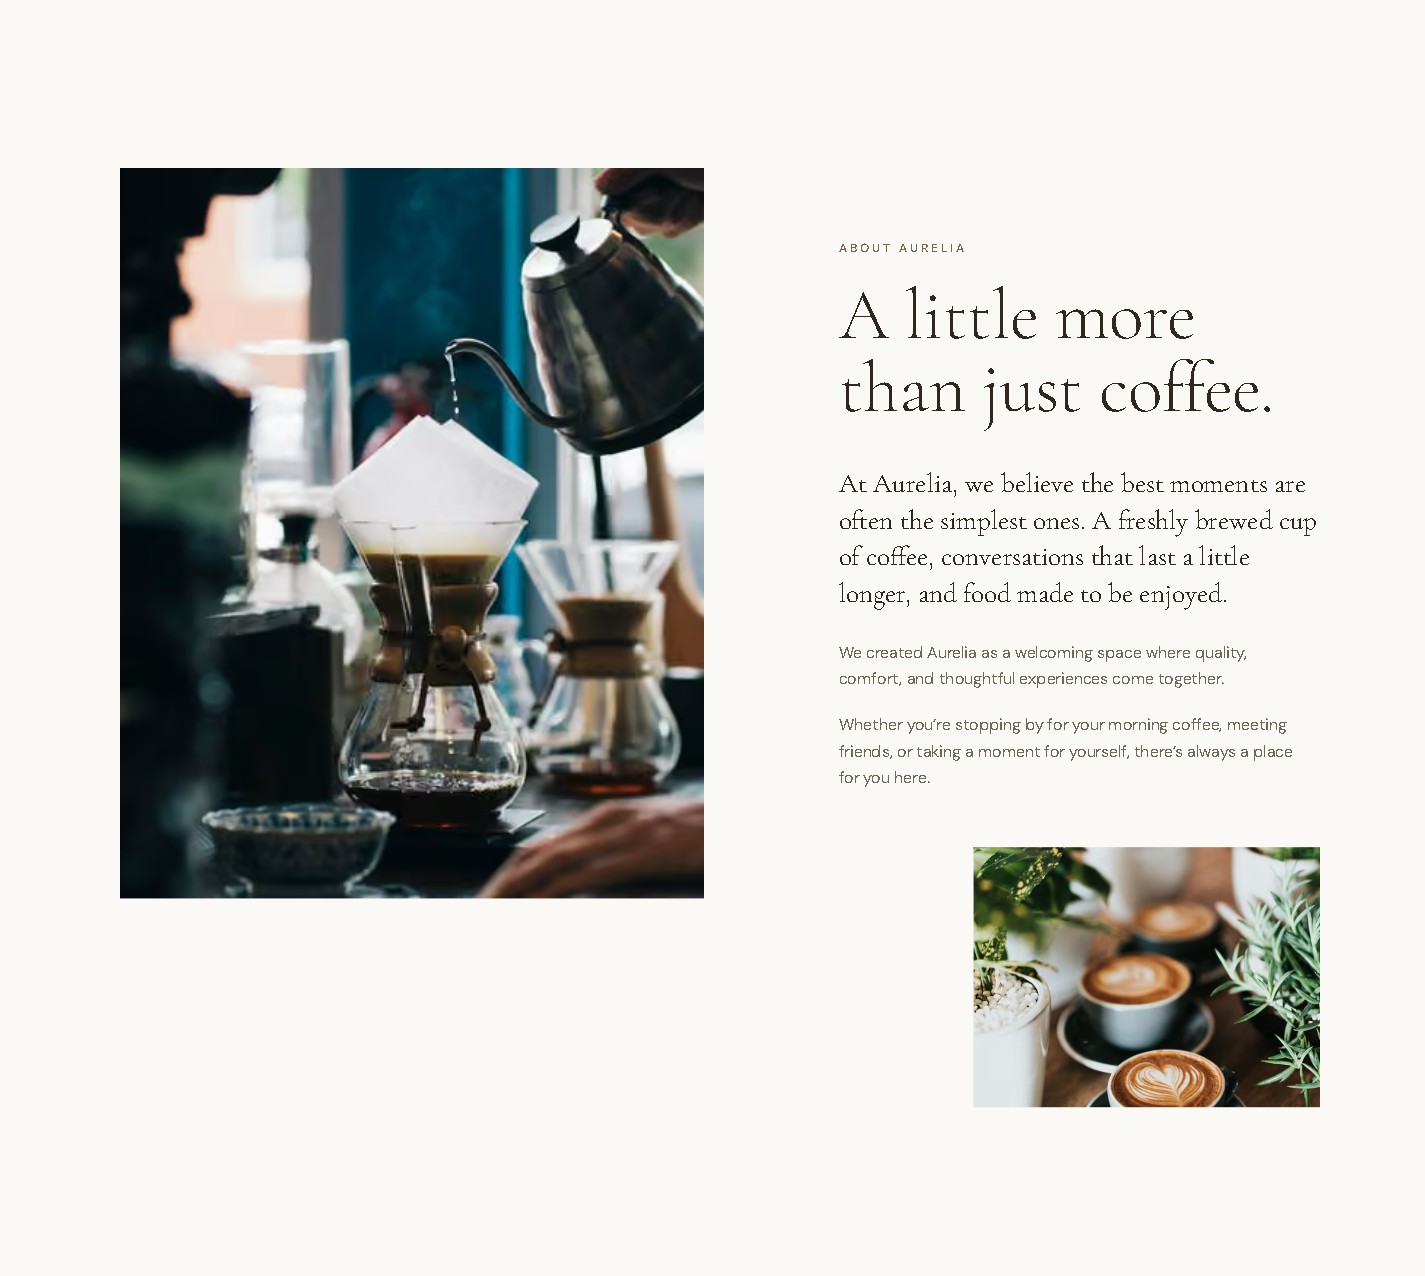 ABOUT AURELIA
A little more
than just coffee.
At Aurelia, we believe the best moments are
often the simplest ones. A freshly brewed cup
of coffee, conversations that last a little
longer, and food made to be enjoyed.
We created Aurelia as a welcoming space where quality,
comfort, and thoughtful experiences come together.
Whether you’re stopping by for your morning coffee, meeting
friends, or taking a moment for yourself, there’s always a place
for you here.